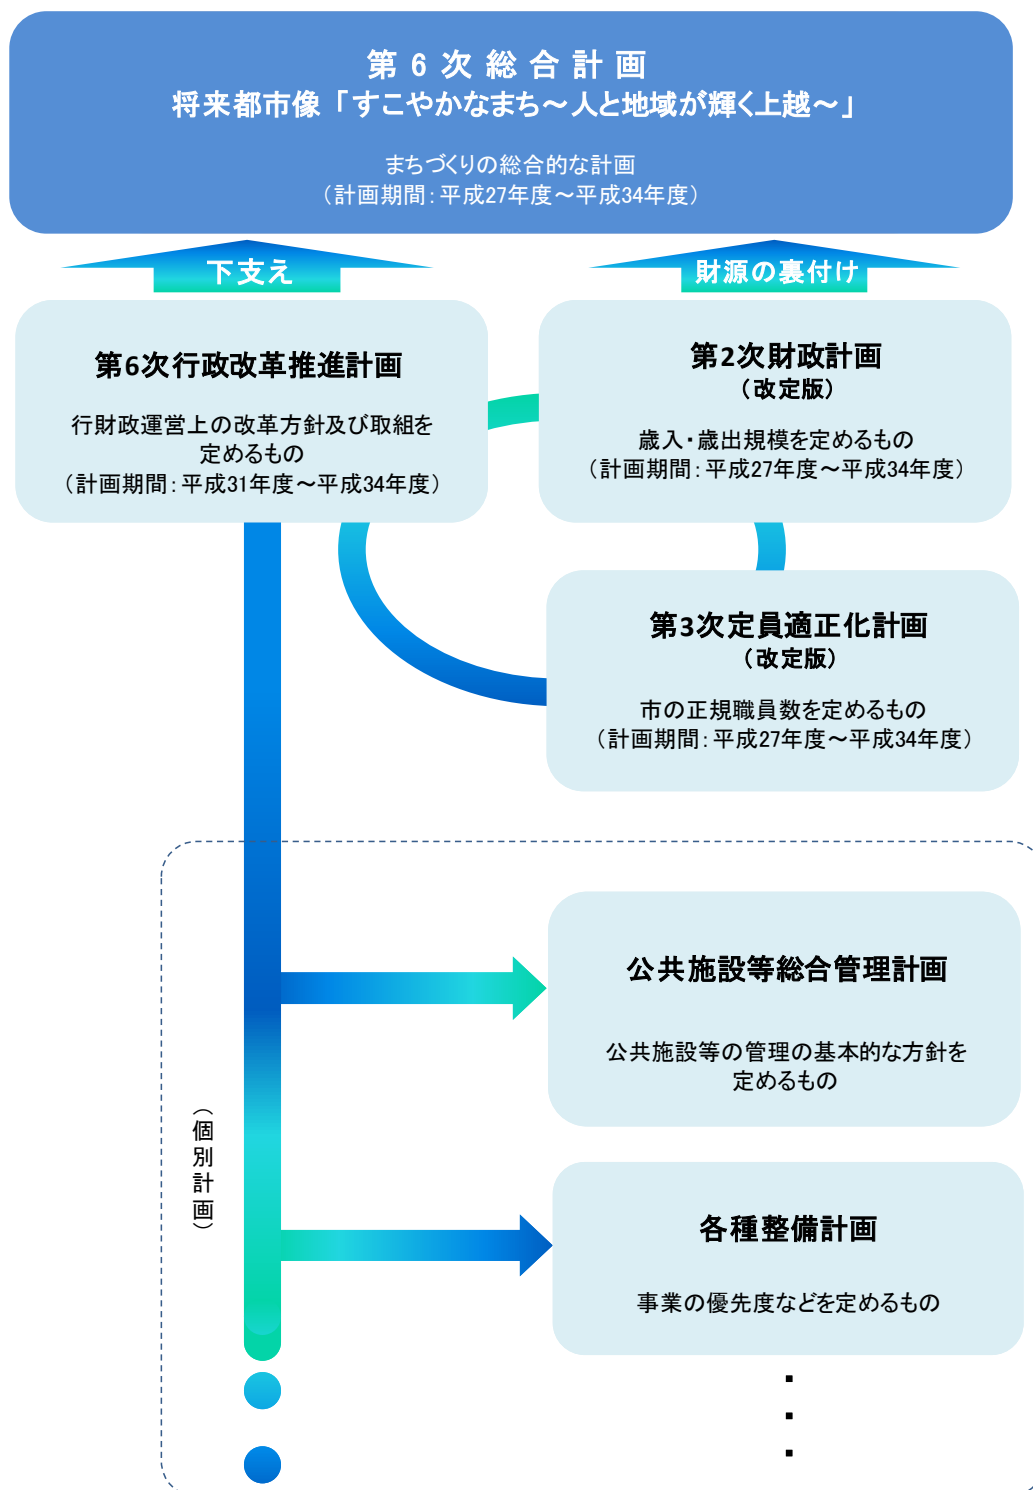 第6次総合計画
将来都市像「すこやかなまち～人と地域が輝く上越～」
まちづくりの総合的な計画
（計画期間：平成27年度～平成34年度）
下支え
財源の裏付け
第6次行政改革推進計画
行財政運営上の改革方針及び取組を
定めるもの
（計画期間：平成31年度～平成34年度）
第2次財政計画
（改定版）
歳入・歳出規模を定めるもの
（計画期間：平成27年度～平成34年度）
第3次定員適正化計画
（改定版）
市の正規職員数を定めるもの
（計画期間：平成27年度～平成34年度）
（個別計画）
公共施設等総合管理計画
公共施設等の管理の基本的な方針を
定めるもの
各種整備計画
事業の優先度などを定めるもの
・
・
・